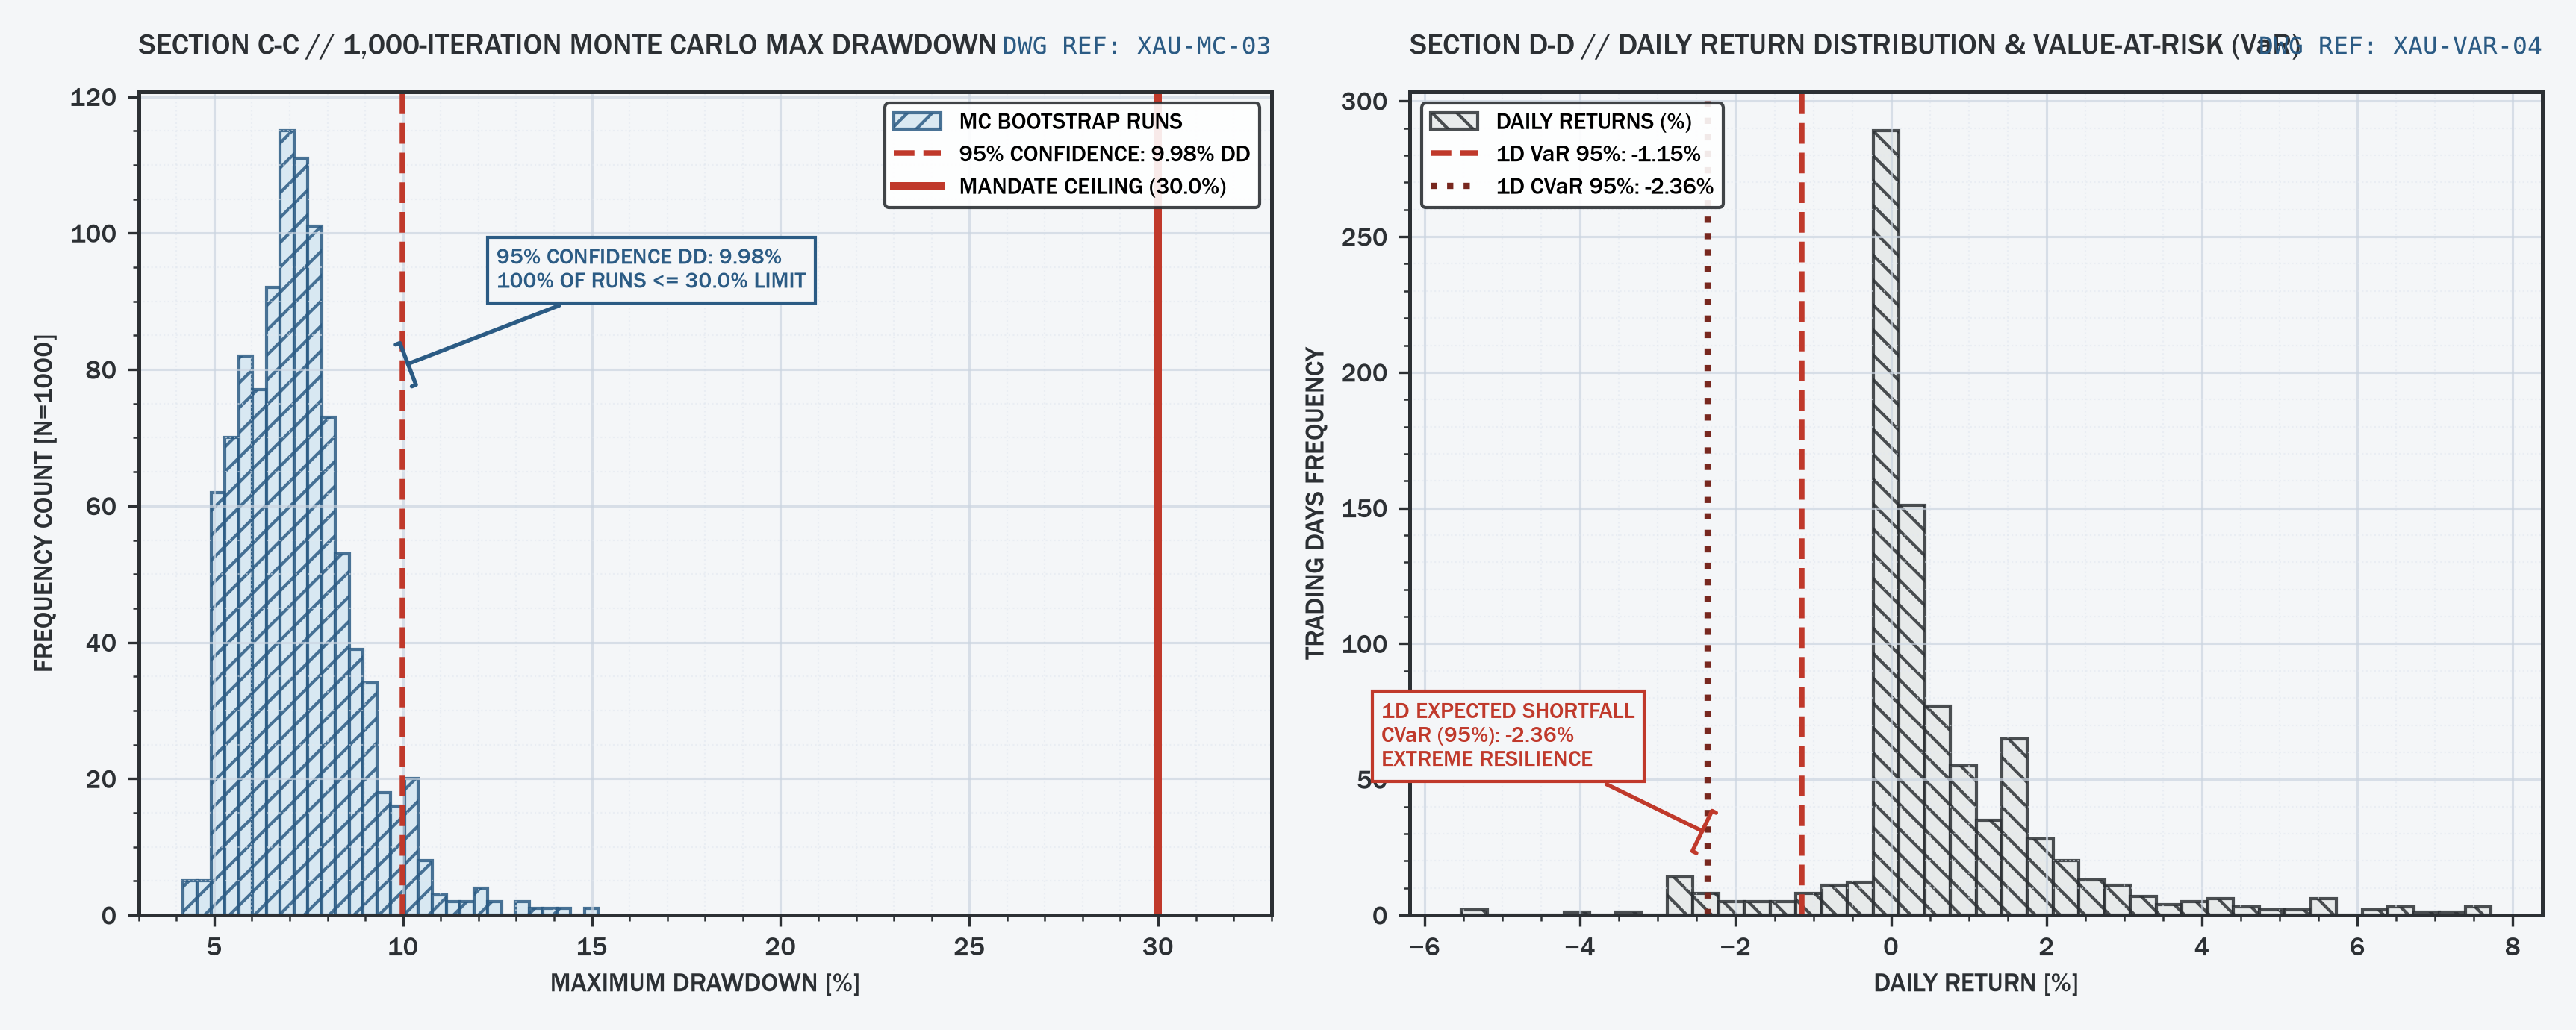 SECTION C-C // 1,000-ITERATION MONTE CARLO MAX DRAWDOWN
DWG REF: XAU-MC-03
FREQUENCY COUNT [N=1000]
120
100
80
60
40
20
0
MC BOOTSTRAP RUNS
95% CONFIDENCE: 9.98% DD
MANDATE CEILING (30.0%)
95% CONFIDENCE DD: 9.98%
100% OF RUNS <= 30.0% LIMIT
5
10
15
20
25
30
MAXIMUM DRAWDOWN [%]
SECTION D-D // DAILY RETURN DISTRIBUTION & VALUE-AT-RISK (VaR)
DWG REF: XAU-VAR-04
TRADING DAYS FREQUENCY
300
250
200
150
100
50
0
DAILY RETURNS (%)
1D VaR 95%: -1.15%
1D CVaR 95%: -2.36%
1D EXPECTED SHORTFALL
CVaR (95%): -2.36%
EXTREME RESILIENCE
−6
−4
−2
0
2
4
6
8
DAILY RETURN [%]